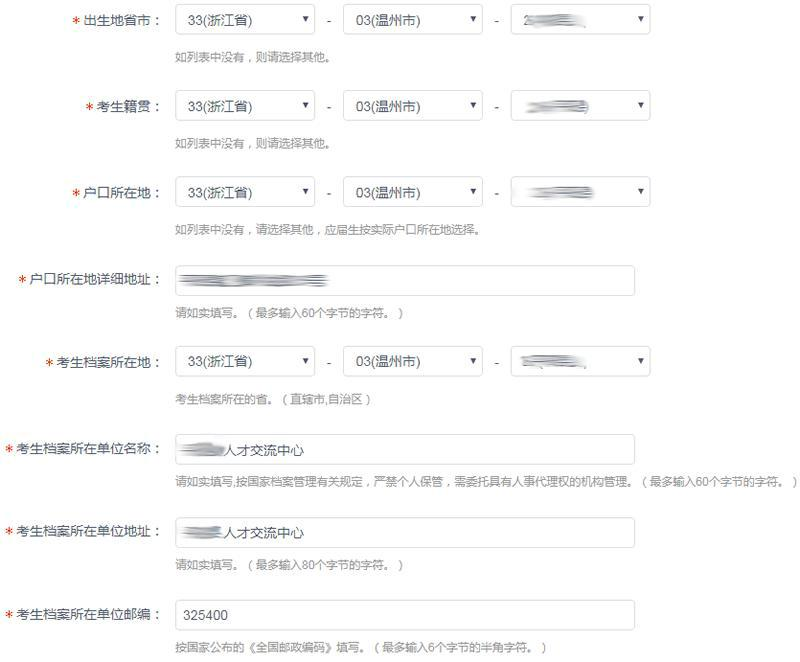 * 出生地省市： 33(浙江省) - 03(温州市) -
如列表中没有，则请选择其他。
* 考生籍贯： 33(浙江省) - 03(温州市) -
如列表中没有，则请选择其他。
* 户口所在地： 33(浙江省) - 03(温州市) -
如列表中没有，请选择其他，应届生按实际户口所在地选择。
* 户口所在地详细地址：
请如实填写。（最多输入60个字节的字符。）
* 考生档案所在地： 33(浙江省) - 03(温州市) -
考生档案所在的省。（直辖市,自治区）
* 考生档案所在单位名称： 人才交流中心
请如实填写,按国家档案管理有关规定，严禁个人保管，需委托具有人事代理权的机构管理。（最多输入60个字节的字符。）
* 考生档案所在单位地址： 人才交流中心
请如实填写。（最多输入80个字节的字符。）
* 考生档案所在单位邮编： 325400
按国家公布的《全国邮政编码》填写。（最多输入6个字节的半角字符。）